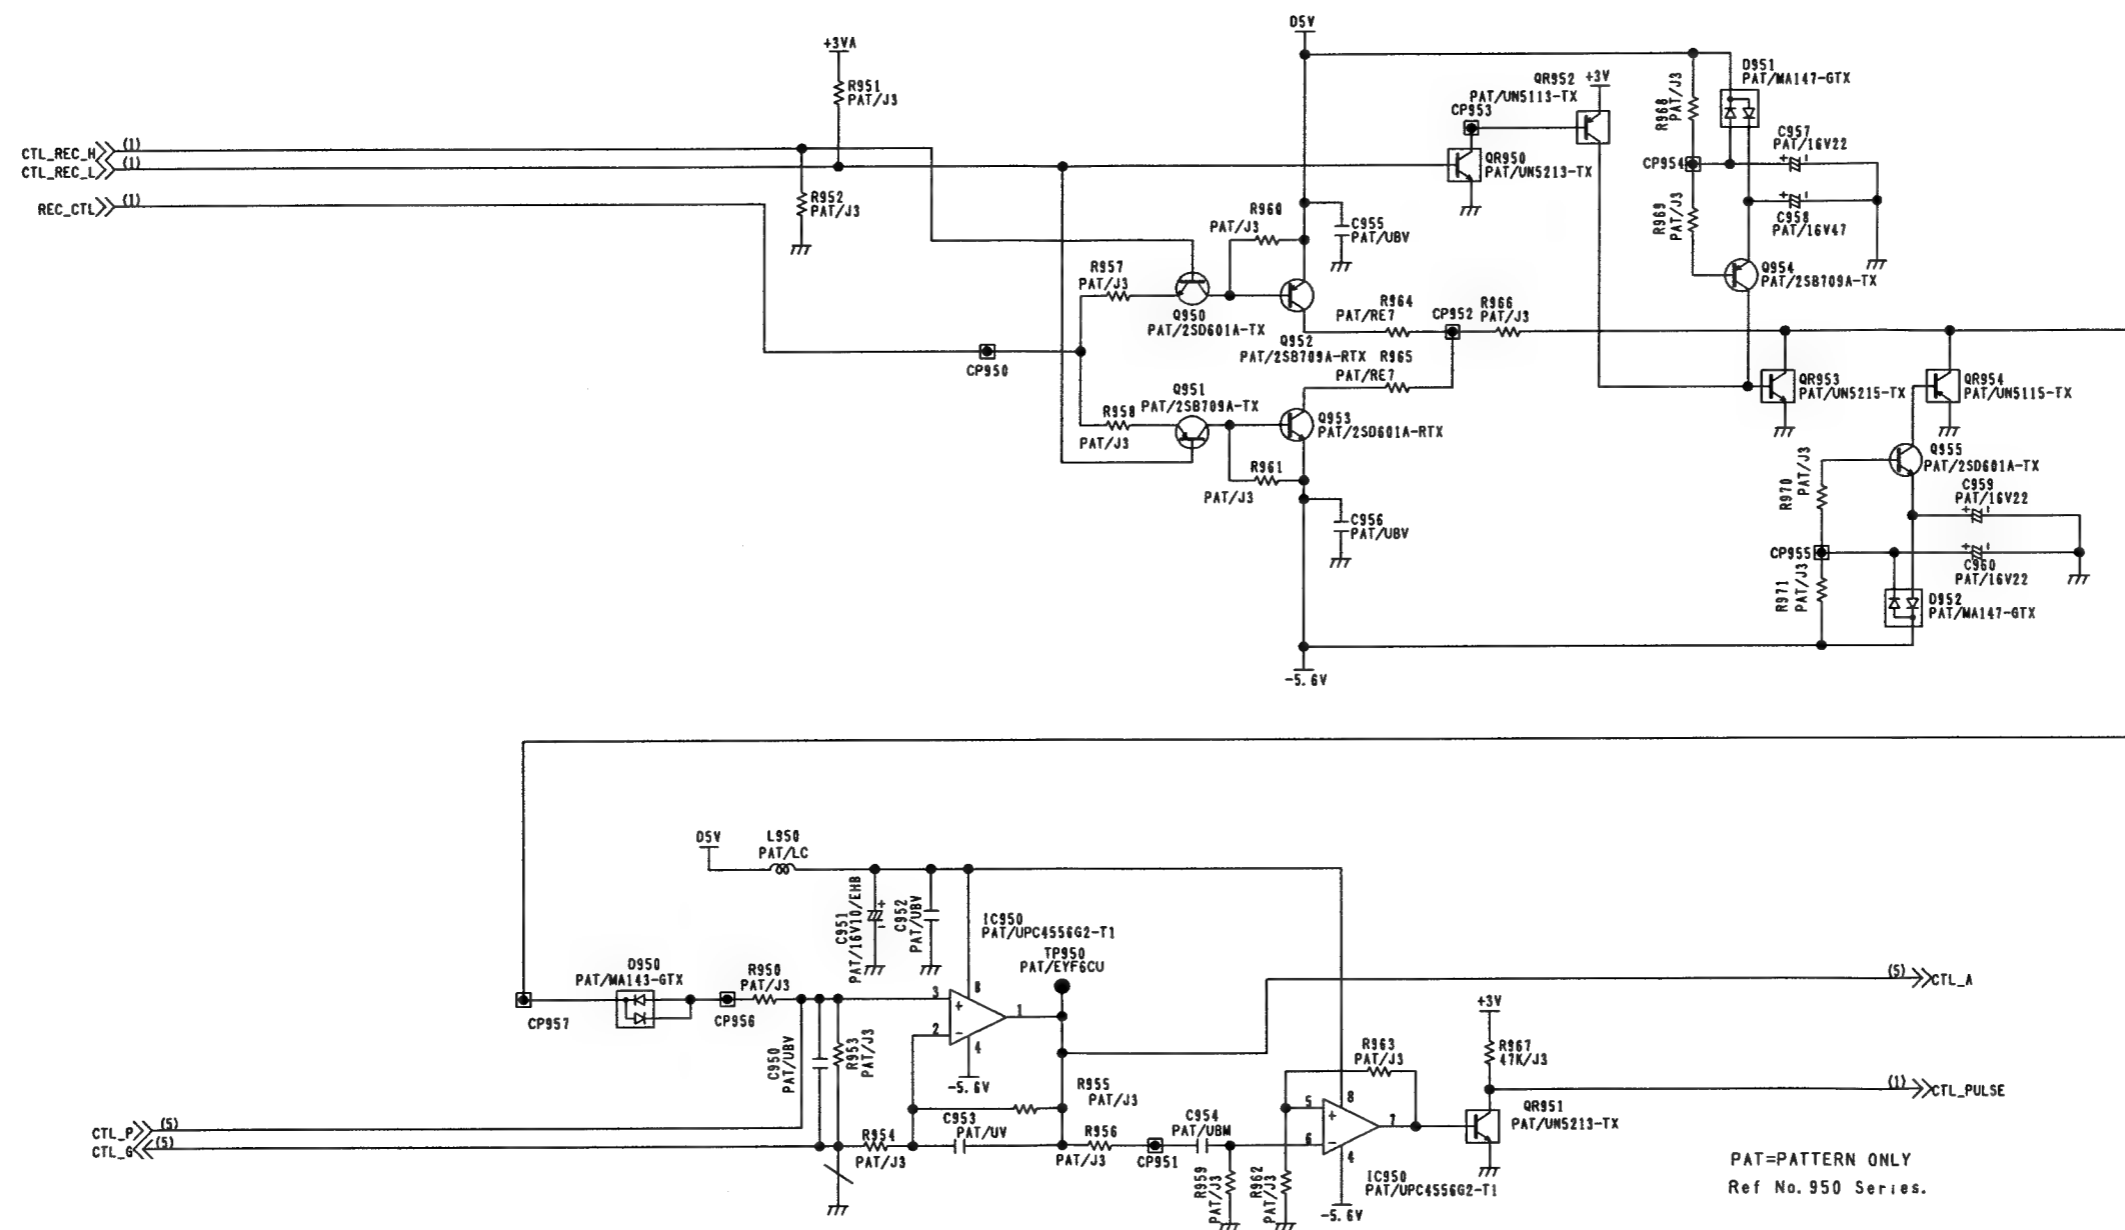 D5V
+3VA
R951
PAT/J3
CTL_REC_H (1)
CTL_REC_L (1)
REC_CTL (1)
R952
PAT/J3
QR952
PAT/UN5113-TX
+3V
CP953
QR950
PAT/UN5213-TX
R968
PAT/J3
D951
PAT/MA147-GTX
C957
PAT/16V22
+
CP954
R969
PAT/J3
+
C958
PAT/16V47
Q954
PAT/2SB709A-TX
R960
PAT/J3
C955
PAT/UBV
R957
PAT/J3
Q950
PAT/2SD601A-TX
Q952
PAT/2SB709A-RTX
R964
PAT/RE7
CP952
R966
PAT/J3
R965
PAT/RE7
CP950
Q951
PAT/2SB709A-TX
R958
PAT/J3
Q953
PAT/2SD601A-RTX
R961
PAT/J3
C956
PAT/UBV
QR953
PAT/UN5215-TX
QR954
PAT/UN5115-TX
Q955
PAT/2SD601A-TX
R970
PAT/J3
C959
PAT/16V22
+
CP955
+
C960
PAT/16V22
R971
PAT/J3
D952
PAT/MA147-GTX
-5.6V
D5V
L950
PAT/LC
C951
PAT/16V10/EHB
+
-
C952
PAT/UBV
IC950
PAT/UPC4556G2-T1
TP950
PAT/EYF6CU
D950
PAT/MA143-GTX
CP957
CP956
R950
PAT/J3
C950
PAT/UBV
R953
PAT/J3
3
+
8
1
2
-
4
-5.6V
(5) CTL_A
+3V
R967
47K/J3
(1) CTL_PULSE
QR951
PAT/UN5213-TX
R963
PAT/J3
R955
PAT/J3
C953
PAT/UV
CTL_P (5)
CTL_G (5)
R954
PAT/J3
R956
PAT/J3
CP951
C954
PAT/UBM
R959
PAT/J3
R962
PAT/J3
5
+
8
7
6
-
4
-5.6V
IC950
PAT/UPC4556G2-T1
PAT=PATTERN ONLY
Ref No.950 Series.